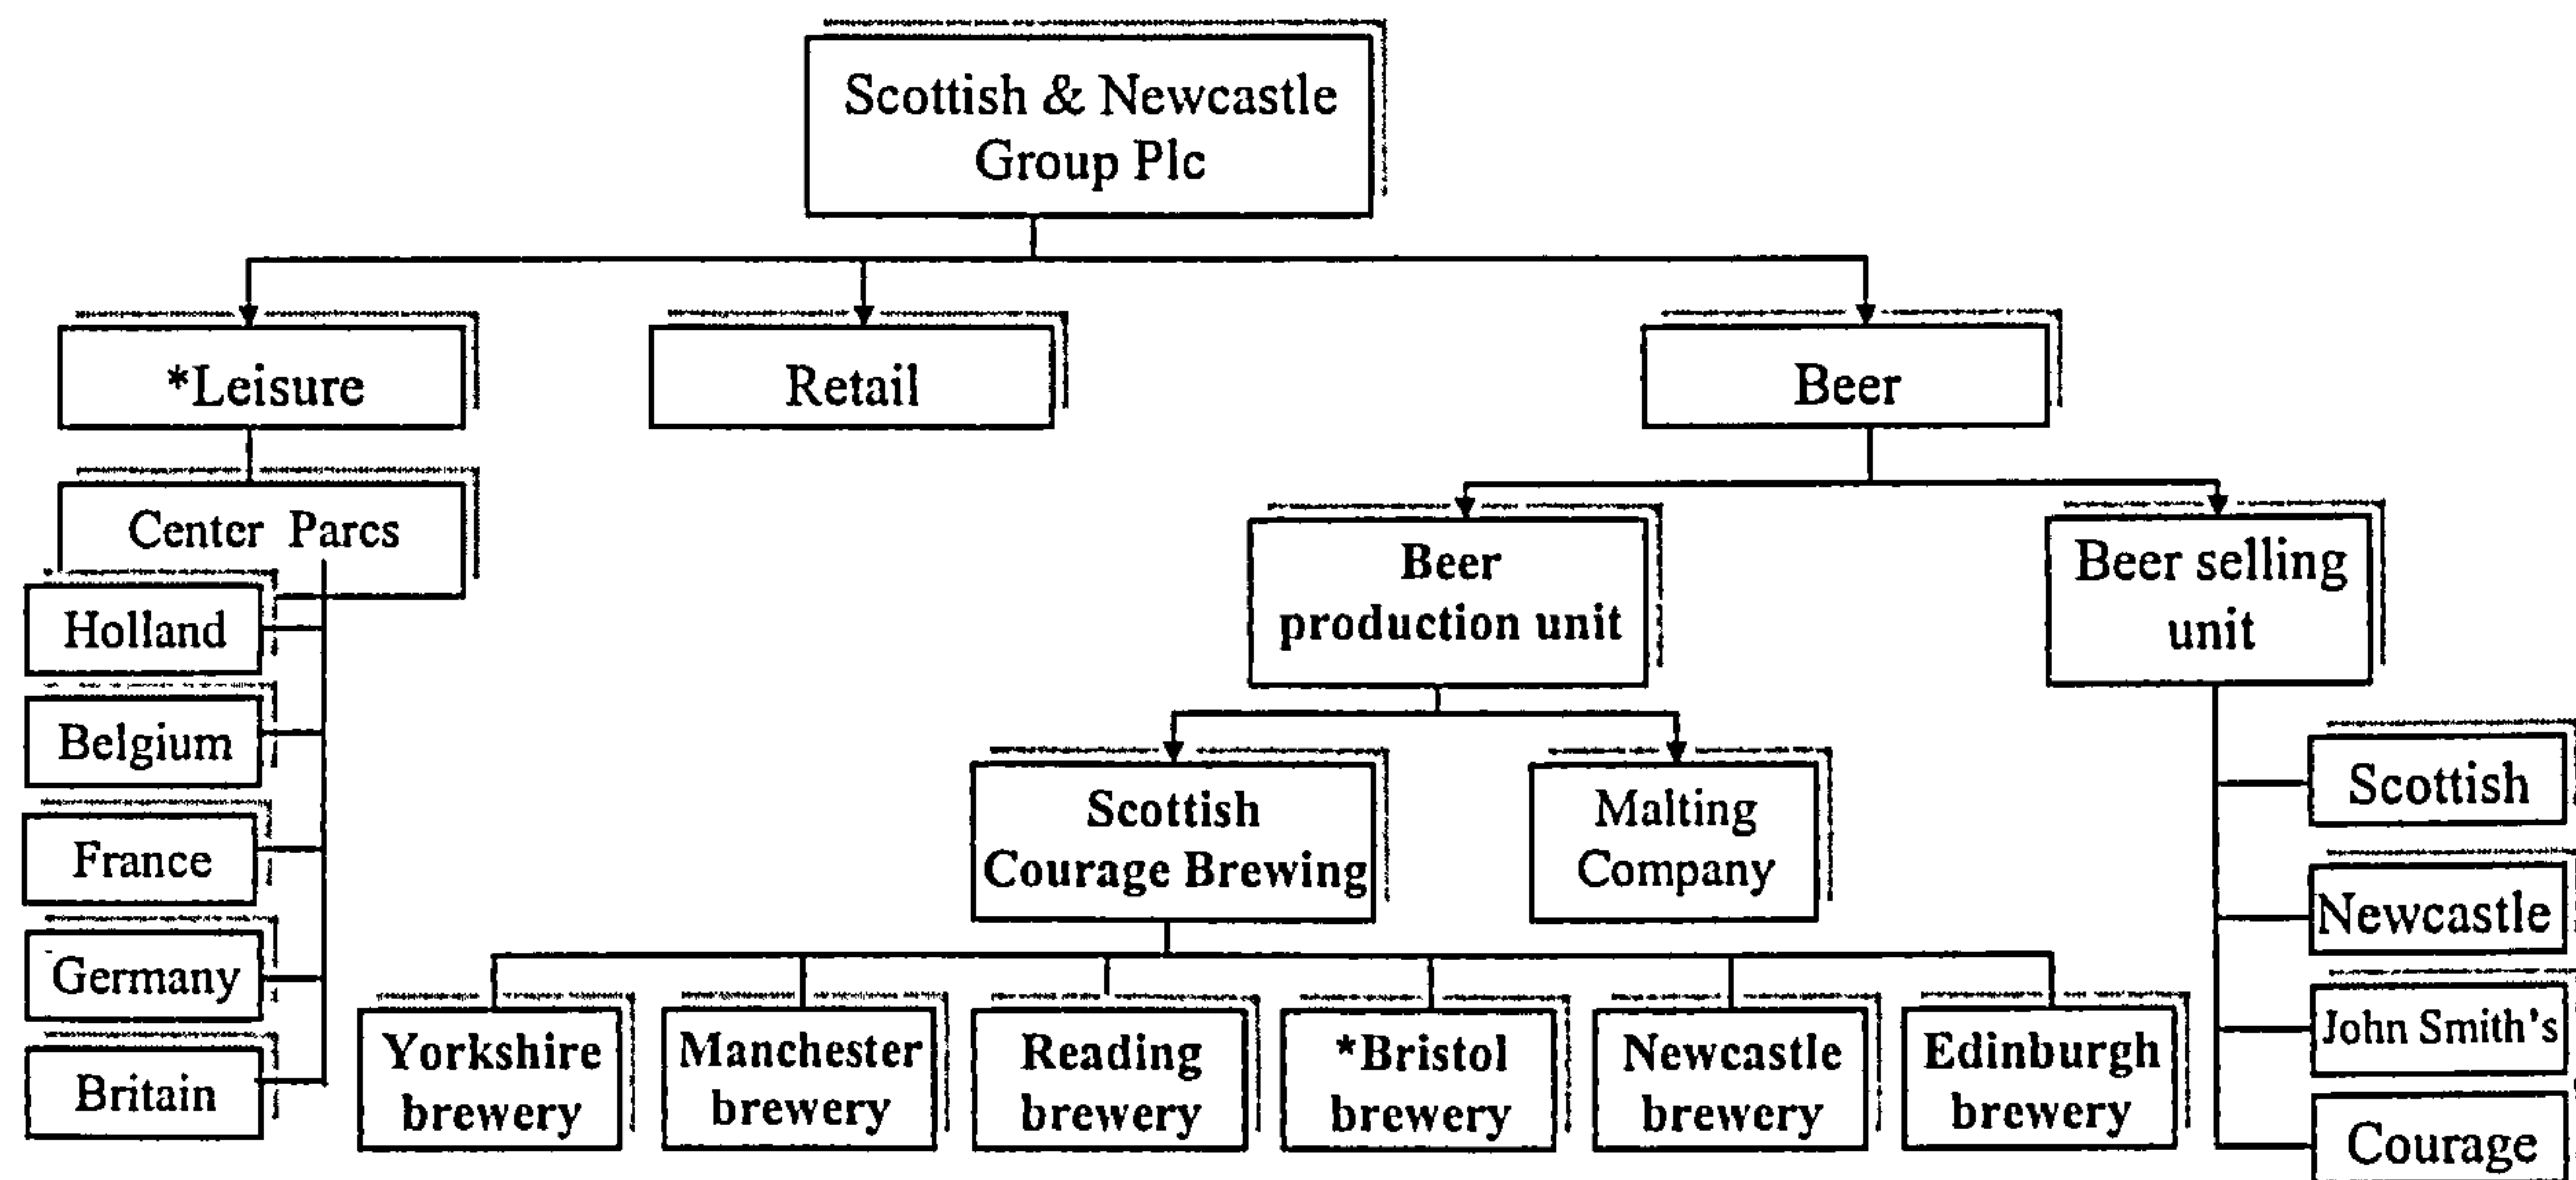 Scottish & Newcastle
Group Plc
*Leisure
Retail
Beer
Center Parcs
Holland
Belgium
France
Germany
Britain
Beer
production unit
Beer selling
unit
Scottish
Courage Brewing
Malting
Company
Yorkshire
brewery
Manchester
brewery
Reading
brewery
*Bristol
brewery
Newcastle
brewery
Edinburgh
brewery
Scottish
Newcastle
John Smith's
Courage